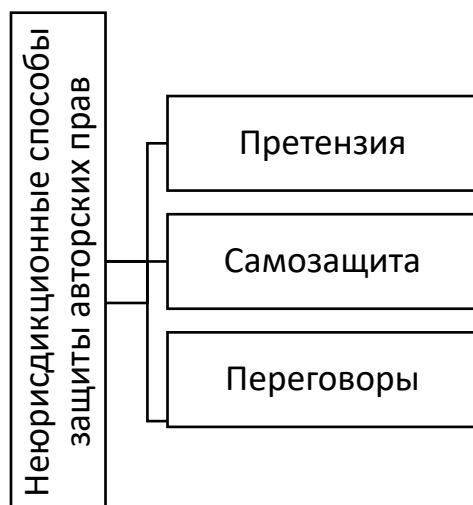 Неюрисдикционные способы
защиты авторских прав
Претензия
Самозащита
Переговоры